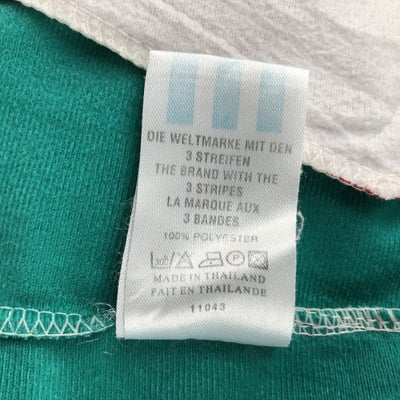 DIE WELTMARKE MIT DEN
3 STREIFEN
THE BRAND WITH THE
3 STRIPES
LA MARQUE AUX
3 BANDES
100% POLYESTER
30° P
MADE IN THAILAND
FAIT EN THAILANDE
11043